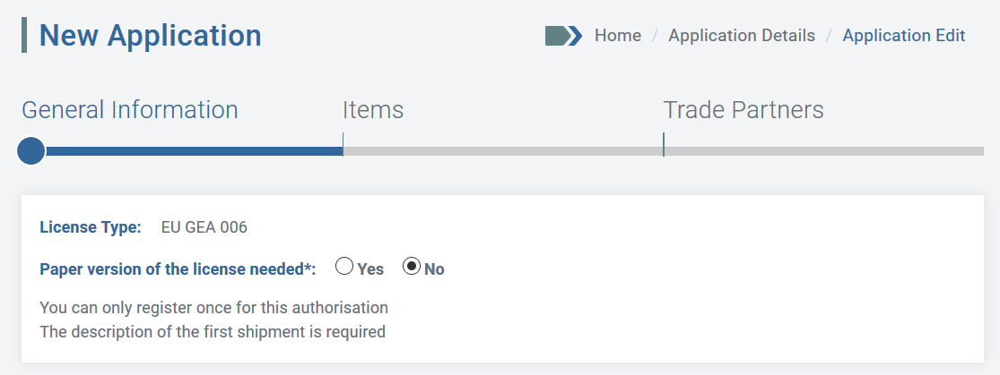 New Application
Home / Application Details / Application Edit
General Information
Items
Trade Partners
License Type: EU GEA 006
Paper version of the license needed*: Yes No
You can only register once for this authorisation
The description of the first shipment is required